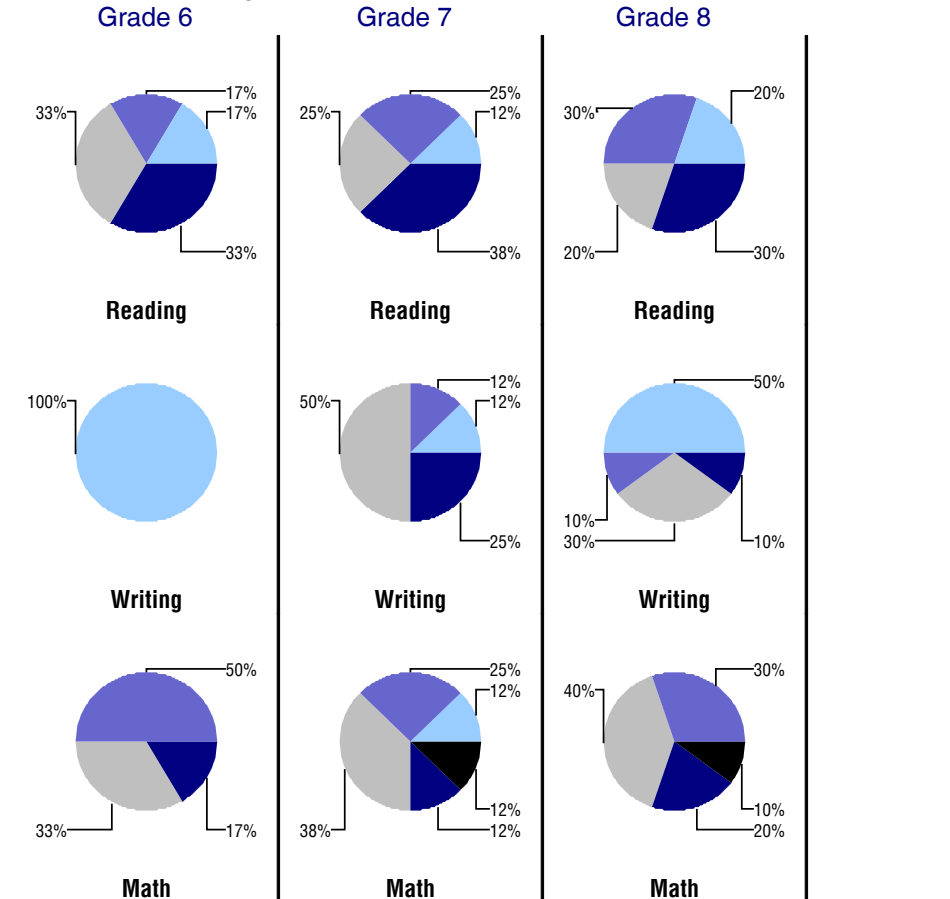 Grade 6 Grade 7 Grade 8
17% 25% 20%
33% 17% 25% 12% 30%
33% 38% 20% 30%
Reading Reading Reading
12% 50%
100% 50% 12%
10%
25% 30% 10%
Writing Writing Writing
50% 25% 30%
12% 40%
12% 10%
33% 17% 38% 12% 20%
Math Math Math